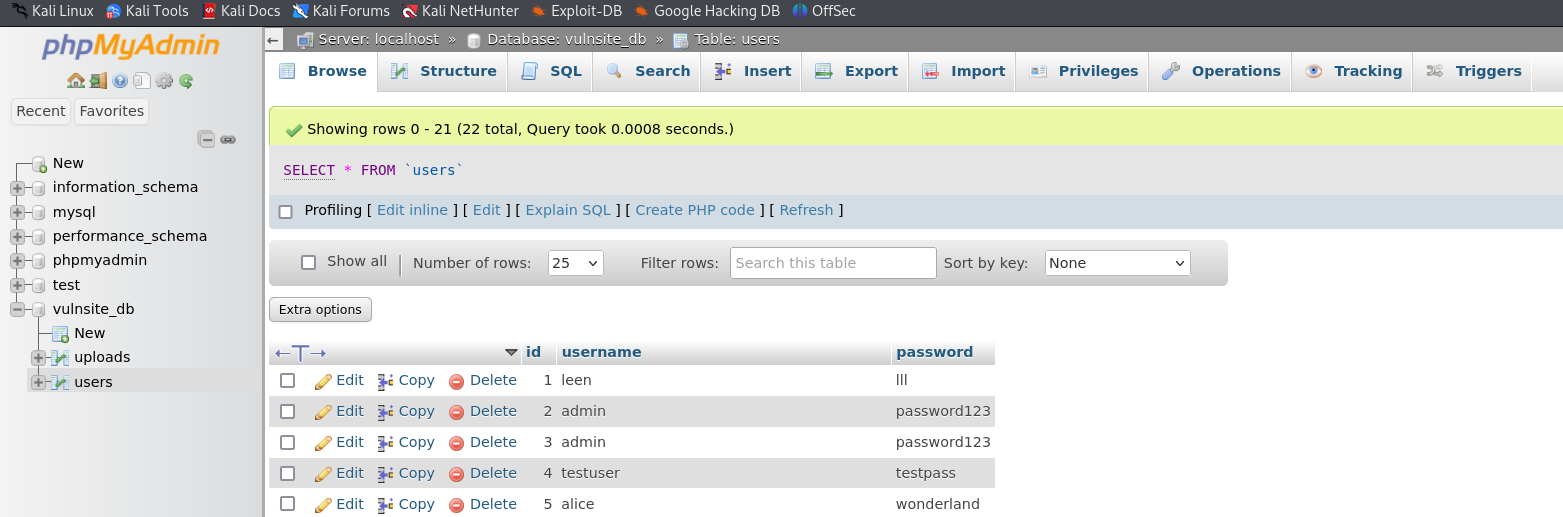 Kali Linux Kali Tools Kali Docs Kali Forums Kali NetHunter Exploit-DB Google Hacking DB OffSec
phpMyAdmin
Recent Favorites
New
information_schema
mysql
performance_schema
phpmyadmin
test
vulnsite_db
New
uploads
users
Server: localhost » Database: vulnsite_db » Table: users
Browse Structure SQL Search Insert Export Import Privileges Operations Tracking Triggers
Showing rows 0 - 21 (22 total, Query took 0.0008 seconds.)
SELECT * FROM `users`
Profiling [ Edit inline ] [ Edit ] [ Explain SQL ] [ Create PHP code ] [ Refresh ]
Show all Number of rows: 25 Filter rows: Search this table Sort by key: None
Extra options
←T→ id username password
Edit Copy Delete 1 leen lll
Edit Copy Delete 2 admin password123
Edit Copy Delete 3 admin password123
Edit Copy Delete 4 testuser testpass
Edit Copy Delete 5 alice wonderland